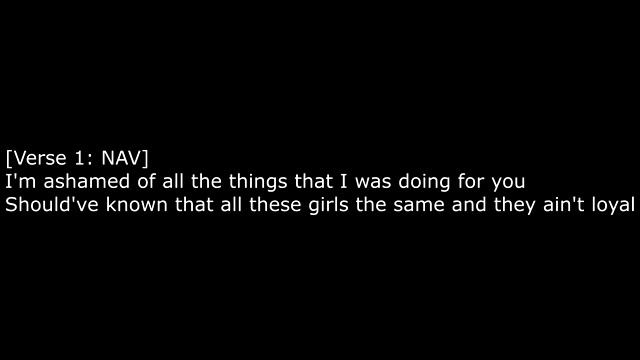 [Verse 1: NAV]
I'm ashamed of all the things that I was doing for you
Should've known that all these girls the same and they ain't loyal